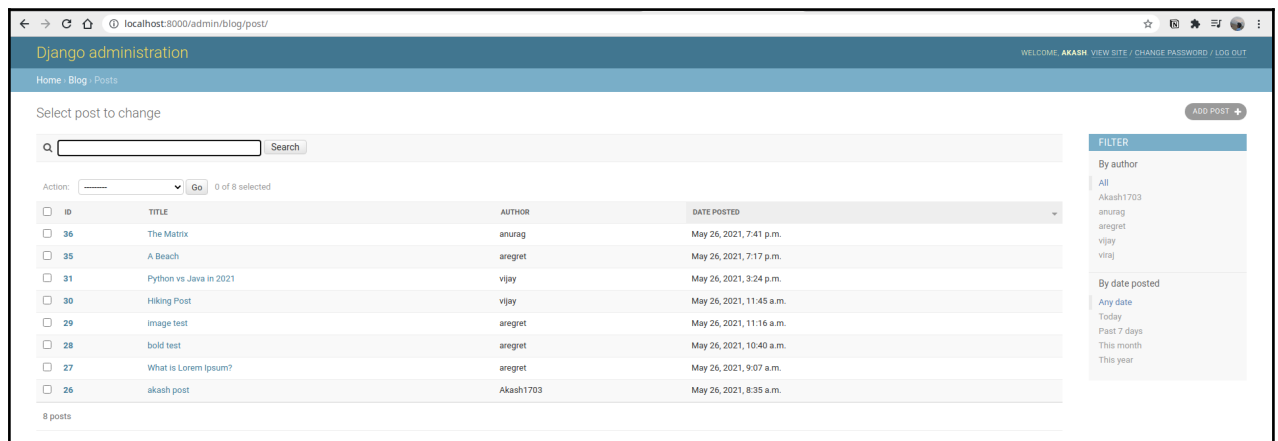 localhost:8000/admin/blog/post/
Django administration
WELCOME, AKASH. VIEW SITE / CHANGE PASSWORD / LOG OUT
Home › Blog › Posts
Select post to change
ADD POST +
Search
Action: --------- Go 0 of 8 selected
ID TITLE AUTHOR DATE POSTED
36 The Matrix anurag May 26, 2021, 7:41 p.m.
35 A Beach aregret May 26, 2021, 7:17 p.m.
31 Python vs Java in 2021 vijay May 26, 2021, 3:24 p.m.
30 Hiking Post vijay May 26, 2021, 11:45 a.m.
29 image test aregret May 26, 2021, 11:16 a.m.
28 bold test aregret May 26, 2021, 10:40 a.m.
27 What is Lorem Ipsum? aregret May 26, 2021, 9:07 a.m.
26 akash post Akash1703 May 26, 2021, 8:35 a.m.
8 posts
FILTER
By author
All
Akash1703
anurag
aregret
vijay
viraj
By date posted
Any date
Today
Past 7 days
This month
This year